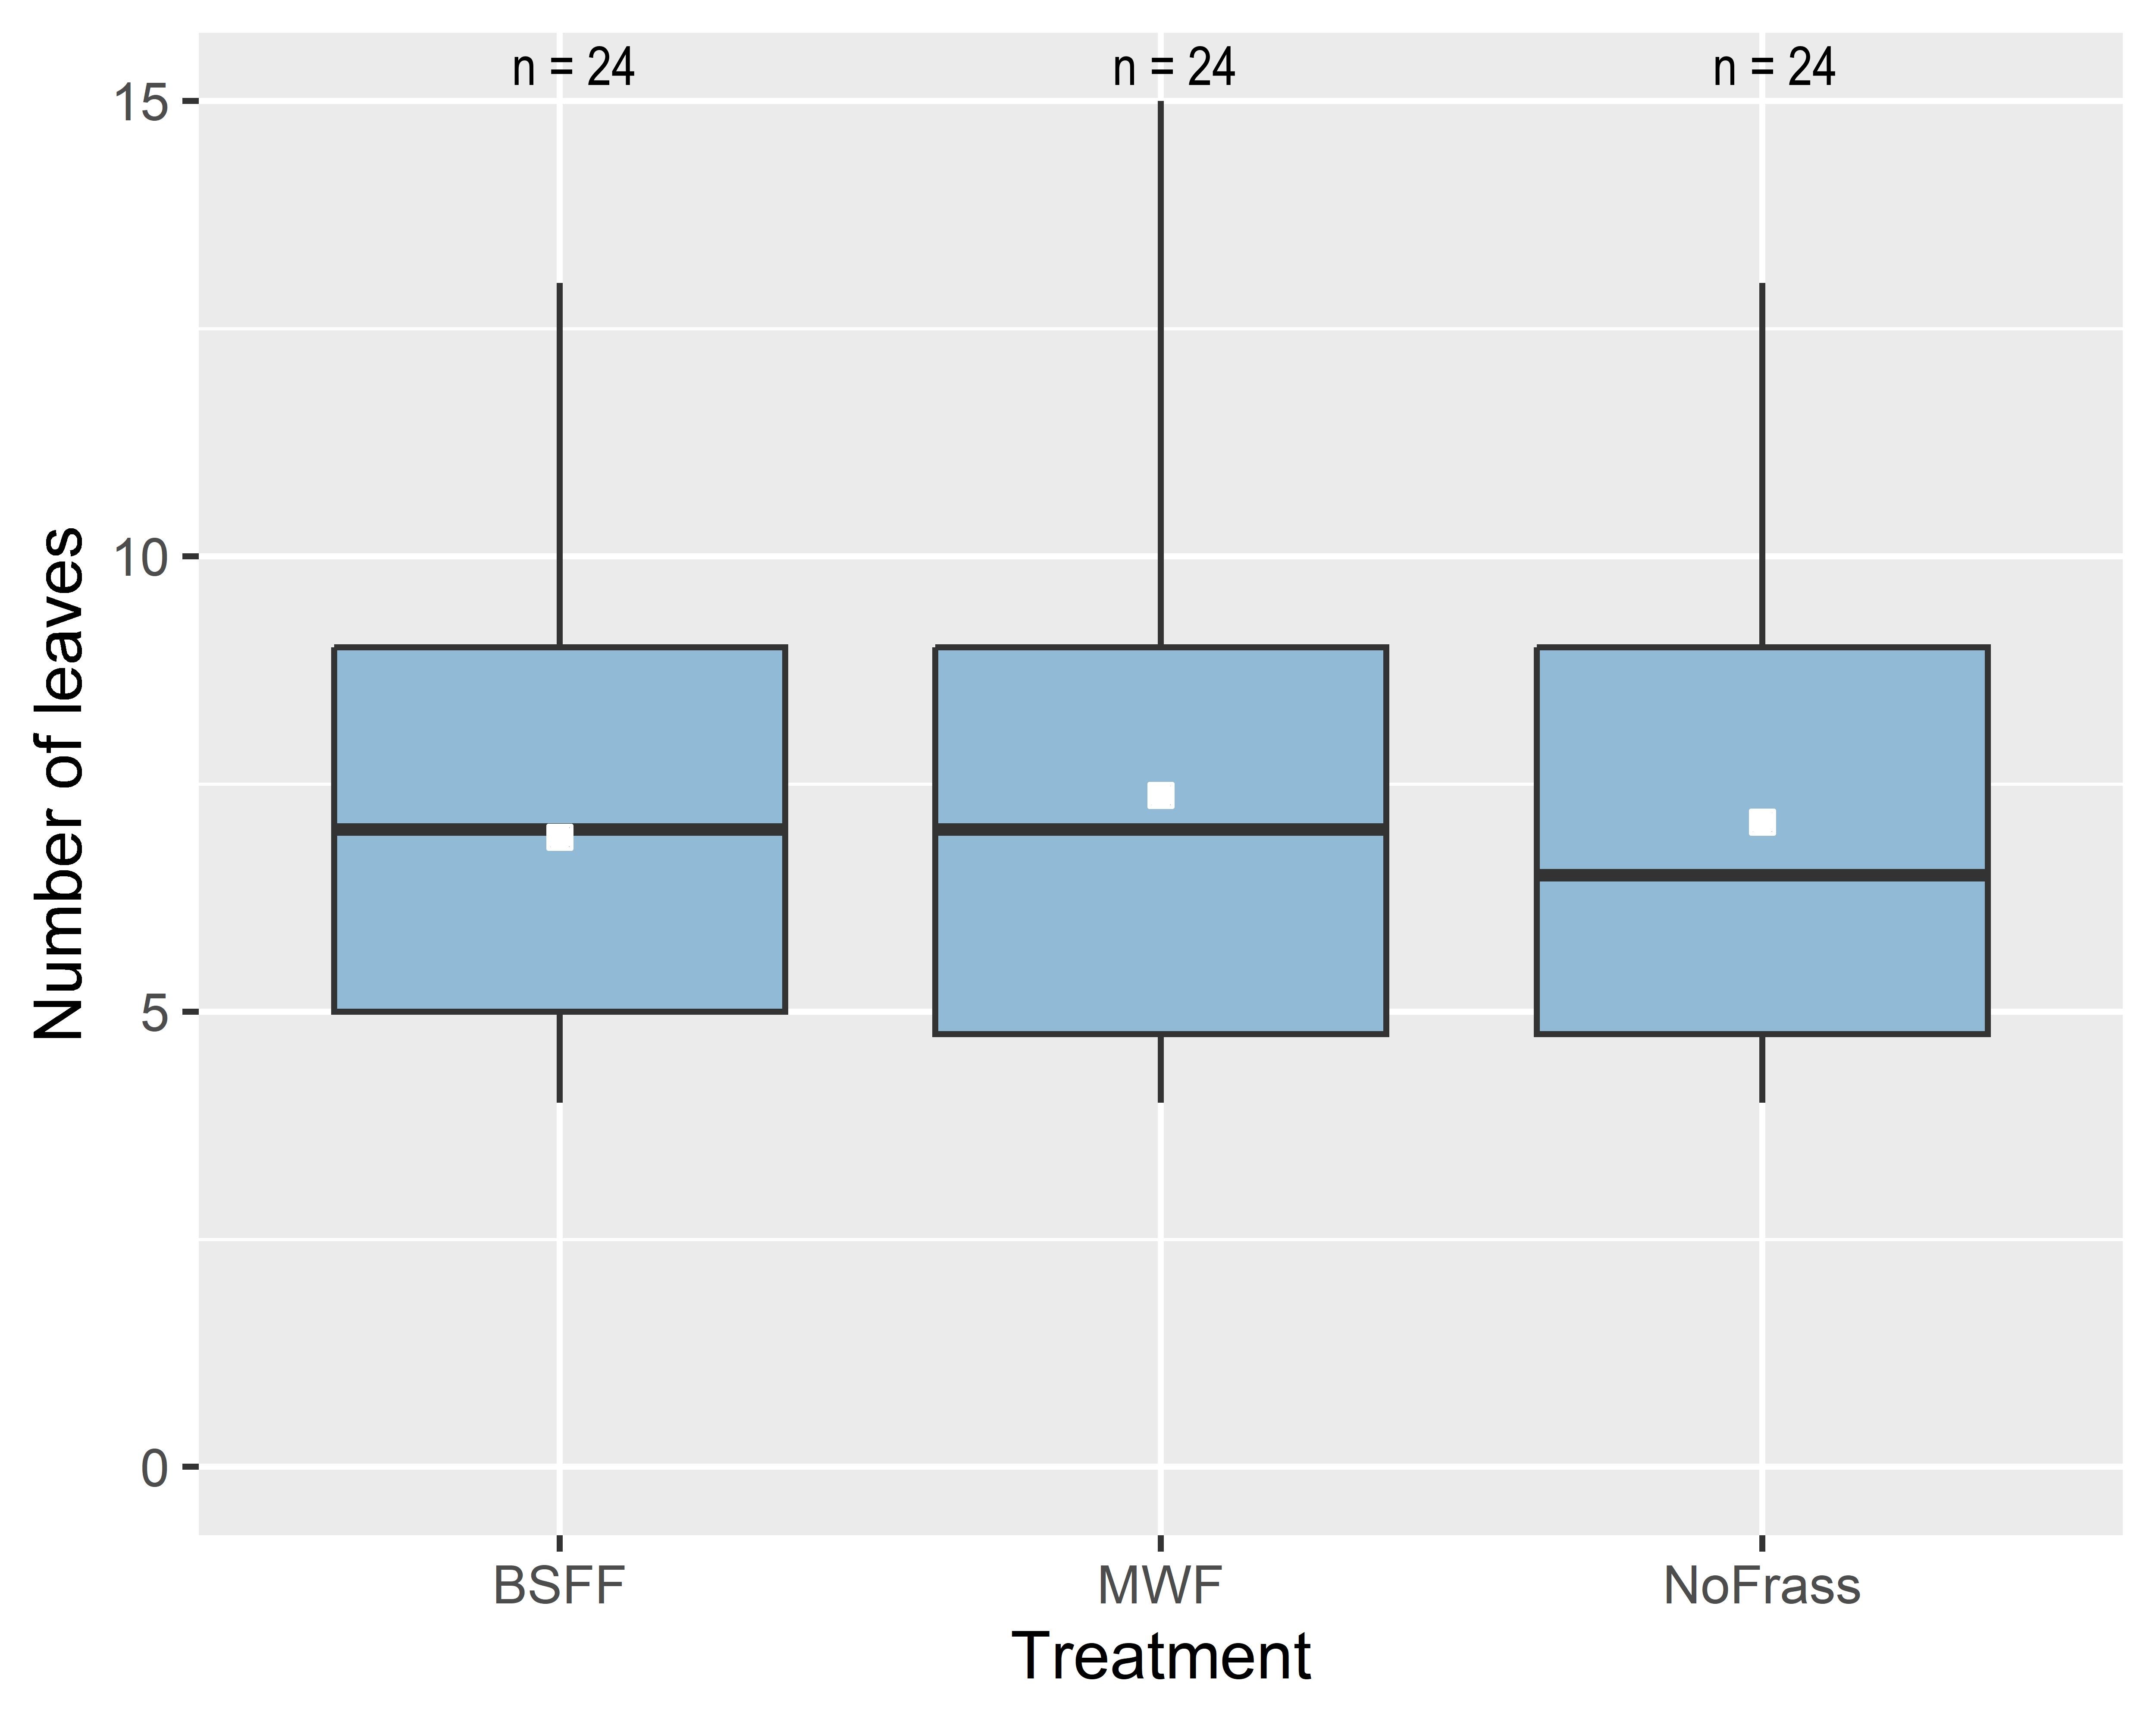 n = 24 n = 24 n = 24
15
10
5
0
Number of leaves
BSFF MWF NoFrass
Treatment